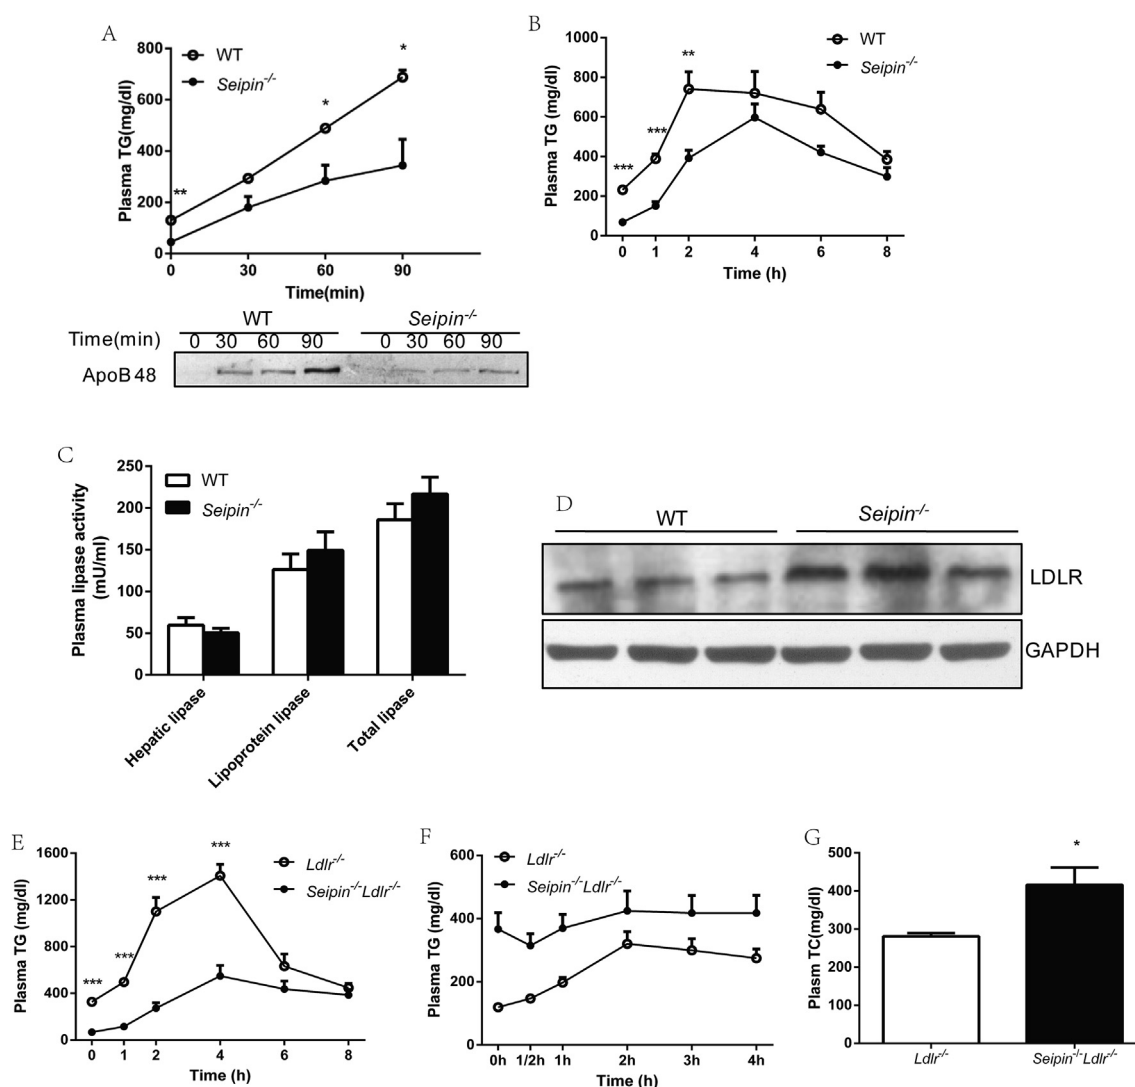 A
Plasma TG(mg/dl)
800
600
400
200
0
WT
Seipin-/-
**
*
*
0 30 60 90
Time(min)
WT Seipin-/-
Time(min) 0 30 60 90 0 30 60 90
ApoB 48
B
Plasma TG (mg/dl)
1000
800
600
400
200
0
WT
Seipin-/-
***
***
**
0 1 2 4 6 8
Time (h)
C
Plasma lipase activity
(mU/ml)
250
200
150
100
50
0
WT
Seipin-/-
Hepatic lipase
Lipoprotein lipase
Total lipase
D
WT Seipin-/-
LDLR
GAPDH
E
Plasma TG (mg/dl)
1600
1200
800
400
0
Ldlr-/-
Seipin-/-Ldlr-/-
***
***
***
***
0 1 2 4 6 8
Time (h)
F
Plasma TG (mg/dl)
600
400
200
0
Ldlr-/-
Seipin-/-Ldlr-/-
0h 1/2h 1h 2h 3h 4h
Time (h)
G
Plasm TC(mg/dl)
500
400
300
200
100
0
*
Ldlr-/- Seipin-/-Ldlr-/-